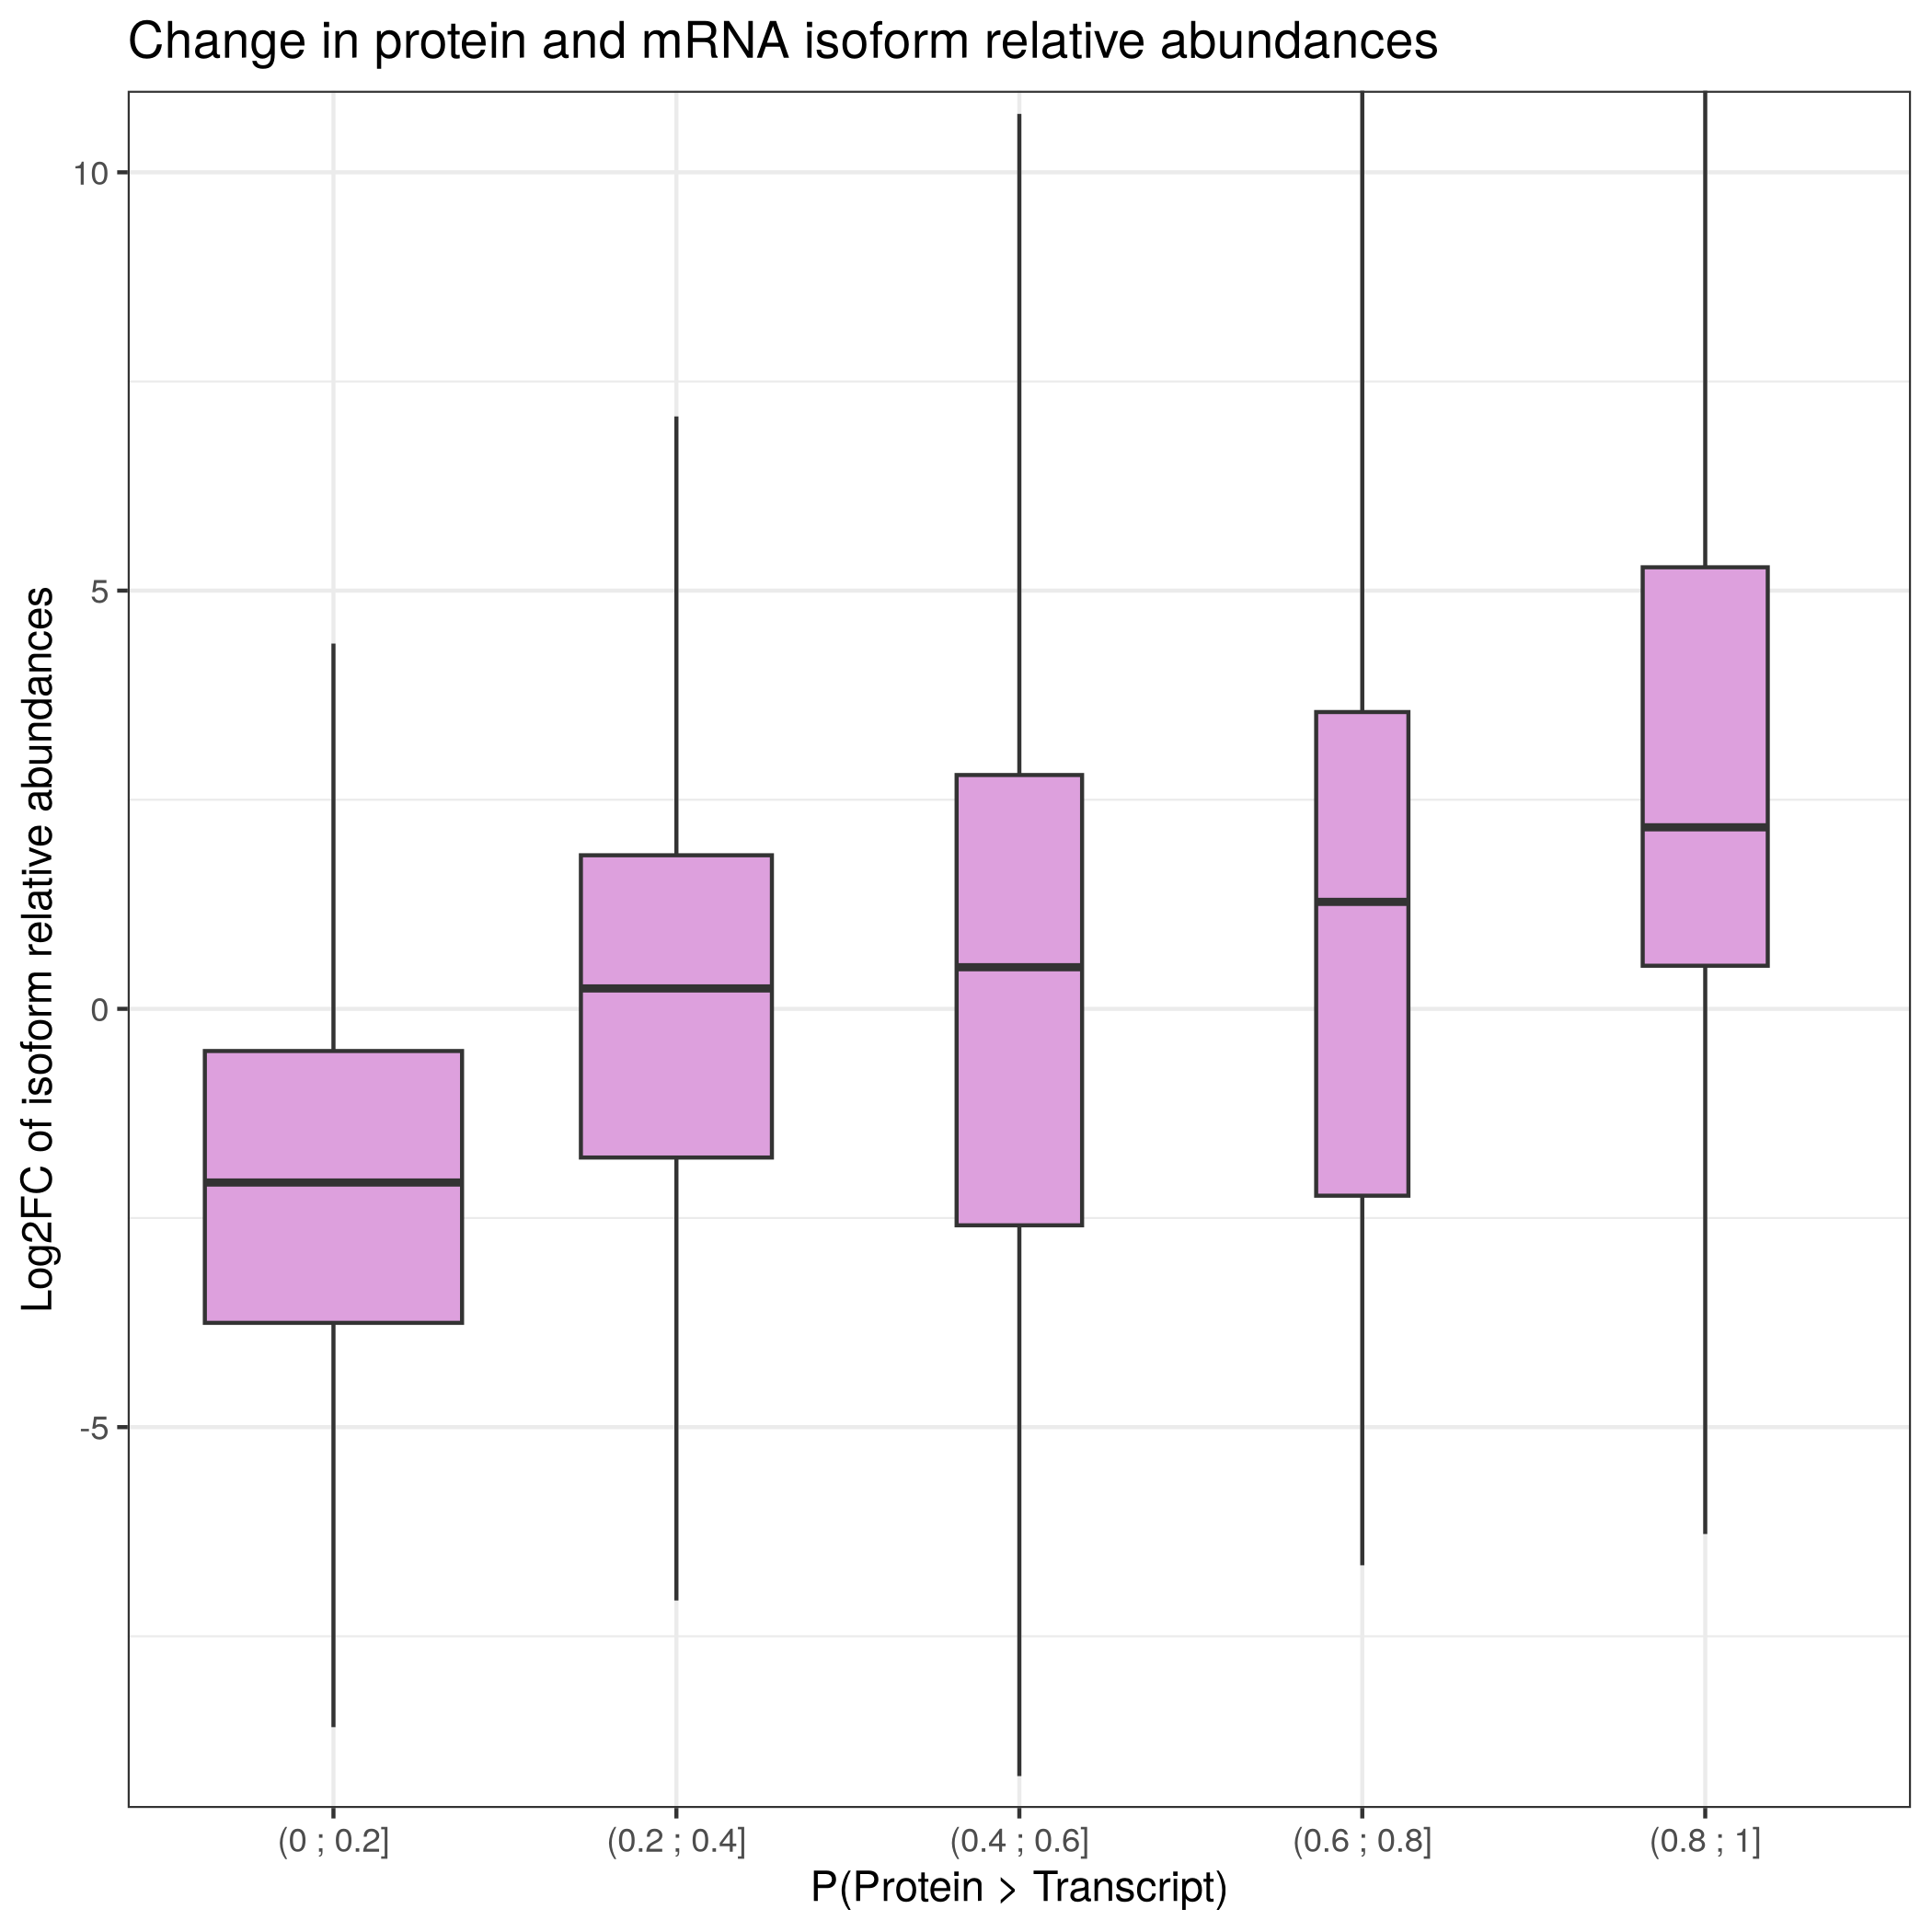 Change in protein and mRNA isoform relative abundances
Log2FC of isoform relative abundances
10
5
0
-5
(0 ; 0.2]
(0.2 ; 0.4]
(0.4 ; 0.6]
(0.6 ; 0.8]
(0.8 ; 1]
P(Protein > Transcript)